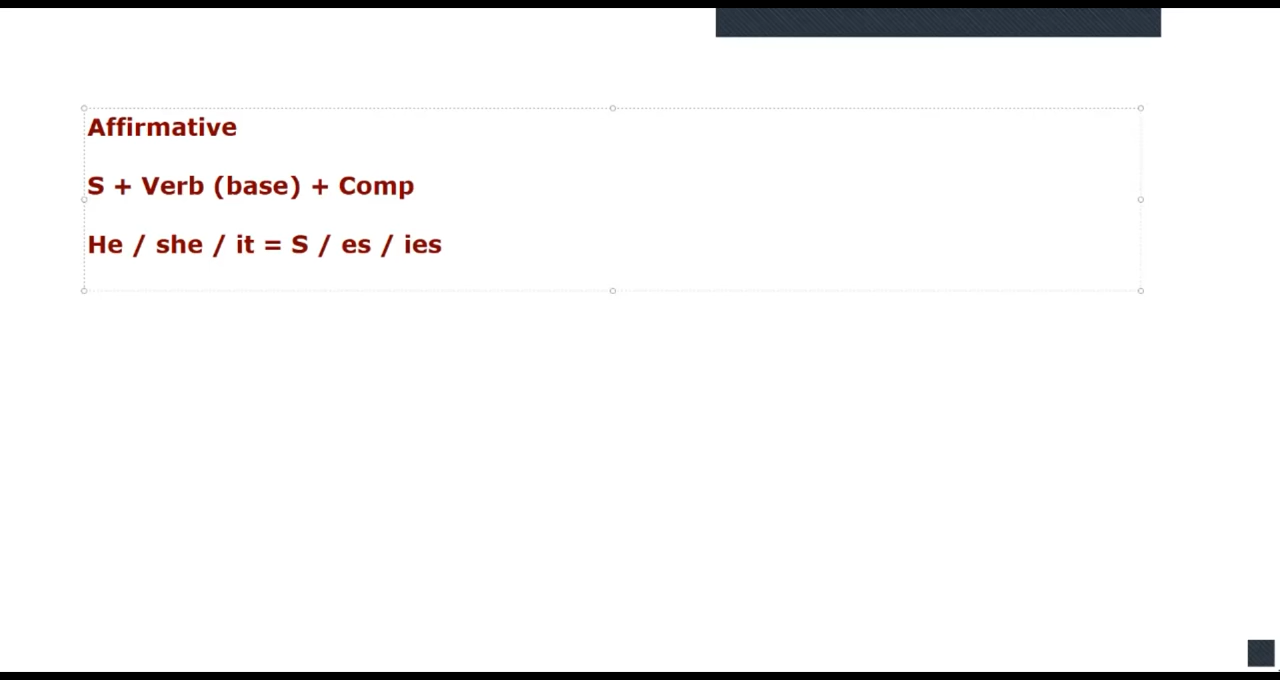 Affirmative
S + Verb (base) + Comp
He / she / it = S / es / ies